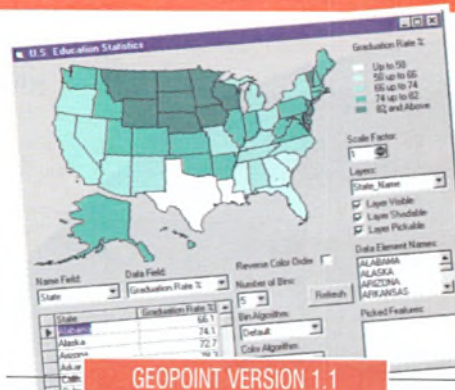 U.S. Education Statistics
Graduation Rate %
Up to 58
58 up to 66
66 up to 74
74 up to 82
82 and Above
Scale Factor:
1
Layers:
State_Name
Layer Visible
Layer Shadable
Layer Pickable
Data Element Names:
ALABAMA
ALASKA
ARIZONA
ARKANSAS
Picked Features:
Name Field:
State
Data Field:
Graduation Rate %
Reverse Color Order
Number of Bins:
5
Refresh
Bin Algorithm:
Default
Color Algorithm:
State
Graduation Rate %
Alabama
66.1
Alaska
74.1
Arizona
72.7
Arkan
78.3
Calif
GEOPOINT VERSION 1.1